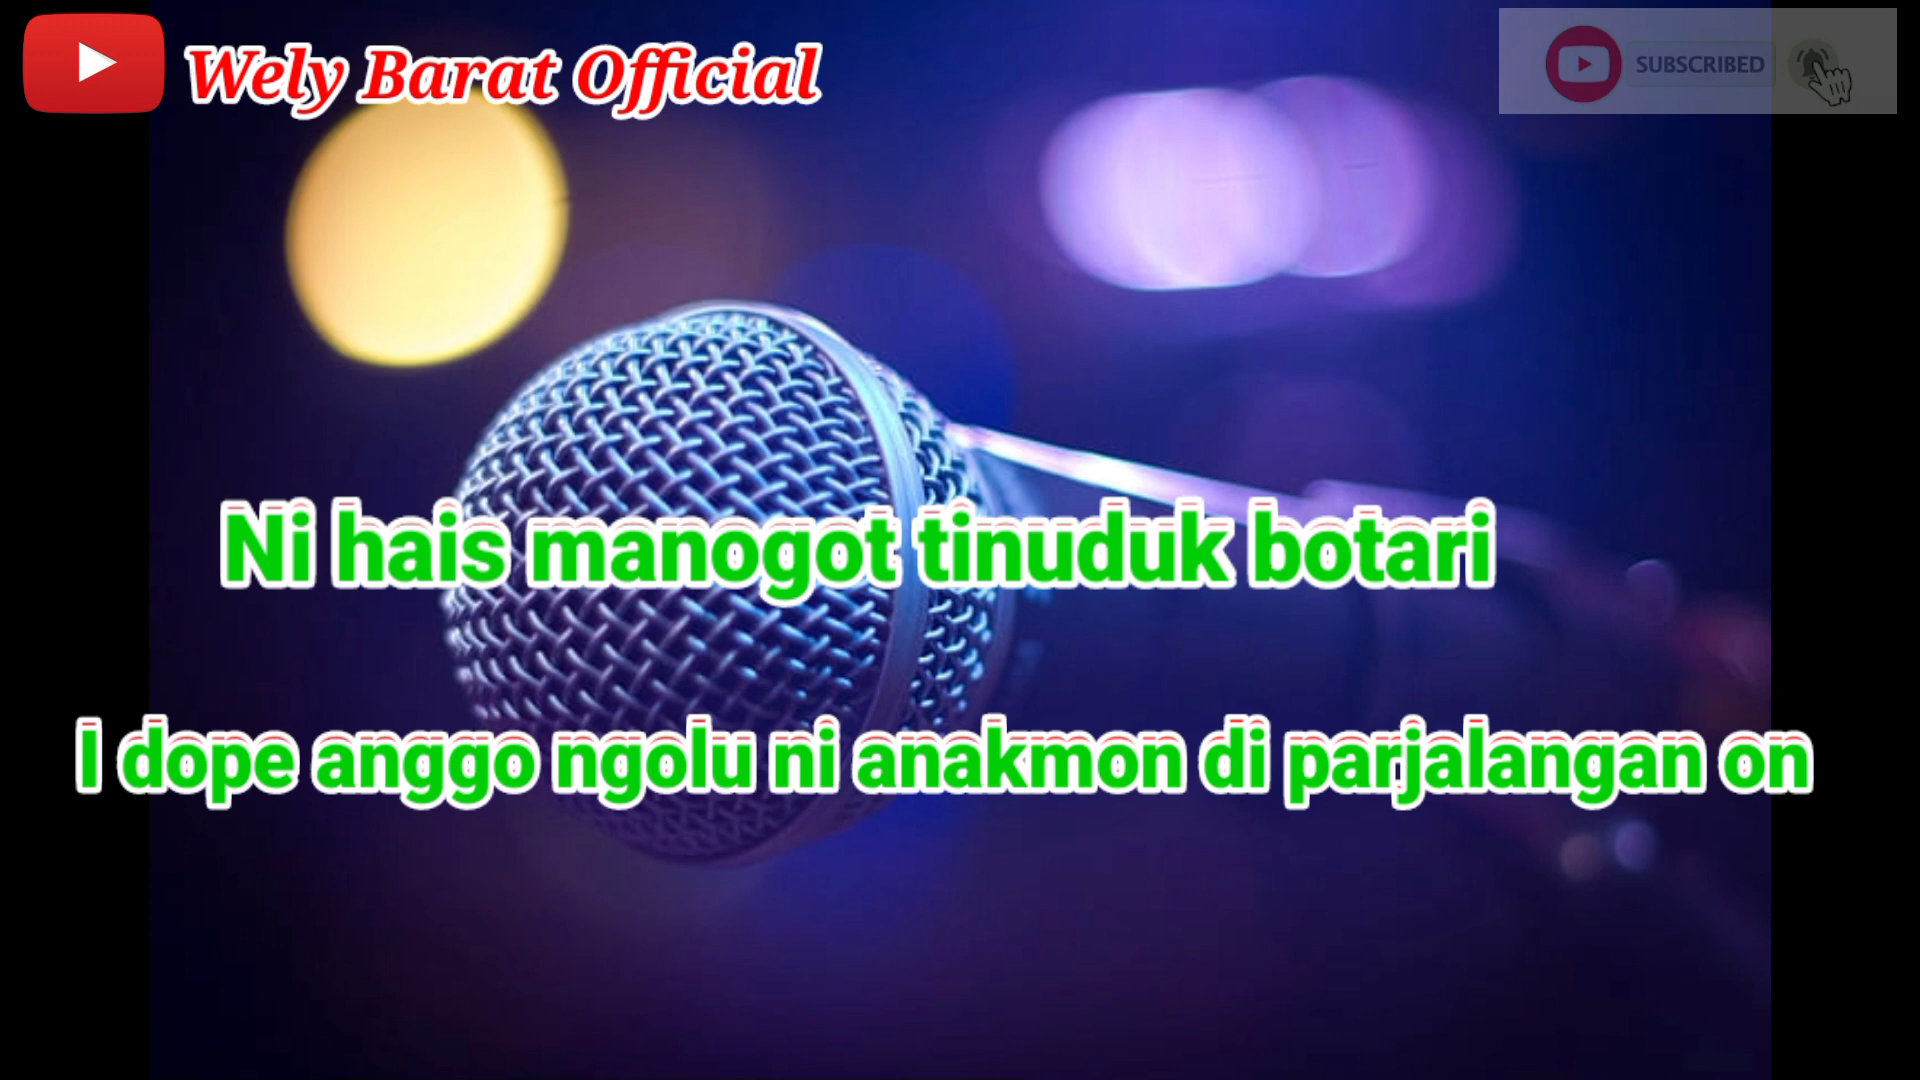 Wely Barat Official
SUBSCRIBED
Ni hais manogot tinuduk botari
I dope anggo ngolu ni anakmon di parjalangan on